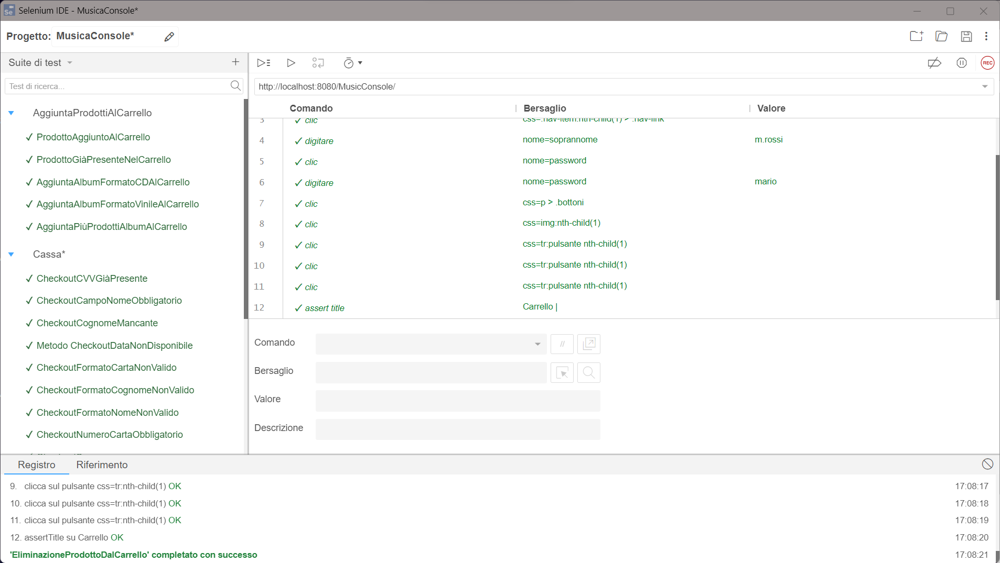 Selenium IDE - MusicaConsole*
Progetto: MusicaConsole*
Suite di test
Test di ricerca...
AggiuntaProdottiAlCarrello
✓ ProdottoAggiuntoAlCarrello
✓ ProdottoGiàPresenteNelCarrello
✓ AggiuntaAlbumFormatoCDAlCarrello
✓ AggiuntaAlbumFormatoVinileAlCarrello
✓ AggiuntaPiùProdottiAlbumAlCarrello
Cassa*
✓ CheckoutCVVGiàPresente
✓ CheckoutCampoNomeObbligatorio
✓ CheckoutCognomeMancante
✓ Metodo CheckoutDataNonDisponibile
✓ CheckoutFormatoCartaNonValido
✓ CheckoutFormatoCognomeNonValido
✓ CheckoutFormatoNomeNonValido
✓ CheckoutNumeroCartaObbligatorio
REC
http://localhost:8080/MusicConsole/
Comando Bersaglio Valore
3 ✓ clic css=.nav-item:nth-child(1) > .nav-link
4 ✓ digitare nome=soprannome m.rossi
5 ✓ clic nome=password
6 ✓ digitare nome=password mario
7 ✓ clic css=p > .bottoni
8 ✓ clic css=img:nth-child(1)
9 ✓ clic css=tr:pulsante nth-child(1)
10 ✓ clic css=tr:pulsante nth-child(1)
11 ✓ clic css=tr:pulsante nth-child(1)
12 ✓ assert title Carrello |
Comando //
Bersaglio
Valore
Descrizione
Registro Riferimento
9. clicca sul pulsante css=tr:nth-child(1) OK 17:08:17
10. clicca sul pulsante css=tr:nth-child(1) OK 17:08:18
11. clicca sul pulsante css=tr:nth-child(1) OK 17:08:19
12. assertTitle su Carrello OK 17:08:20
'EliminazioneProdottoDalCarrello' completato con successo 17:08:21